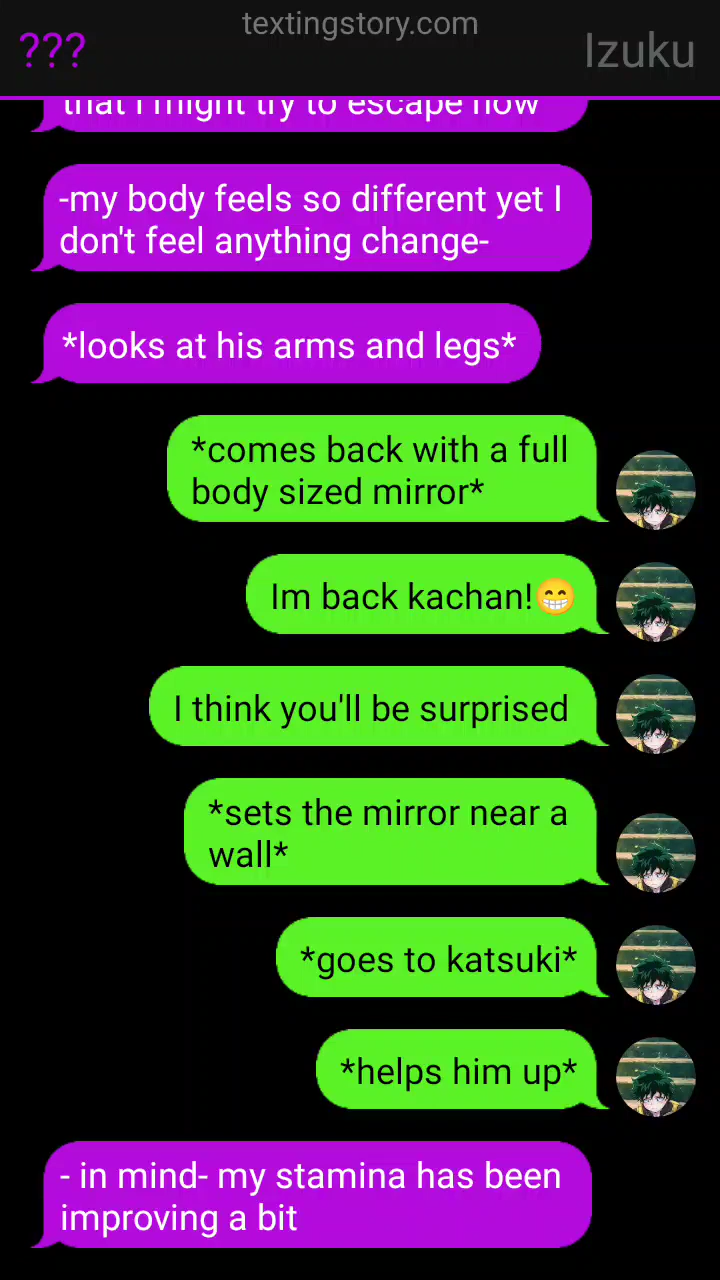 textingstory.com
??? Izuku
that I might try to escape now
-my body feels so different yet I
don't feel anything change-
*looks at his arms and legs*
*comes back with a full
body sized mirror*
Im back kachan!😁
I think you'll be surprised
*sets the mirror near a
wall*
*goes to katsuki*
*helps him up*
- in mind- my stamina has been
improving a bit